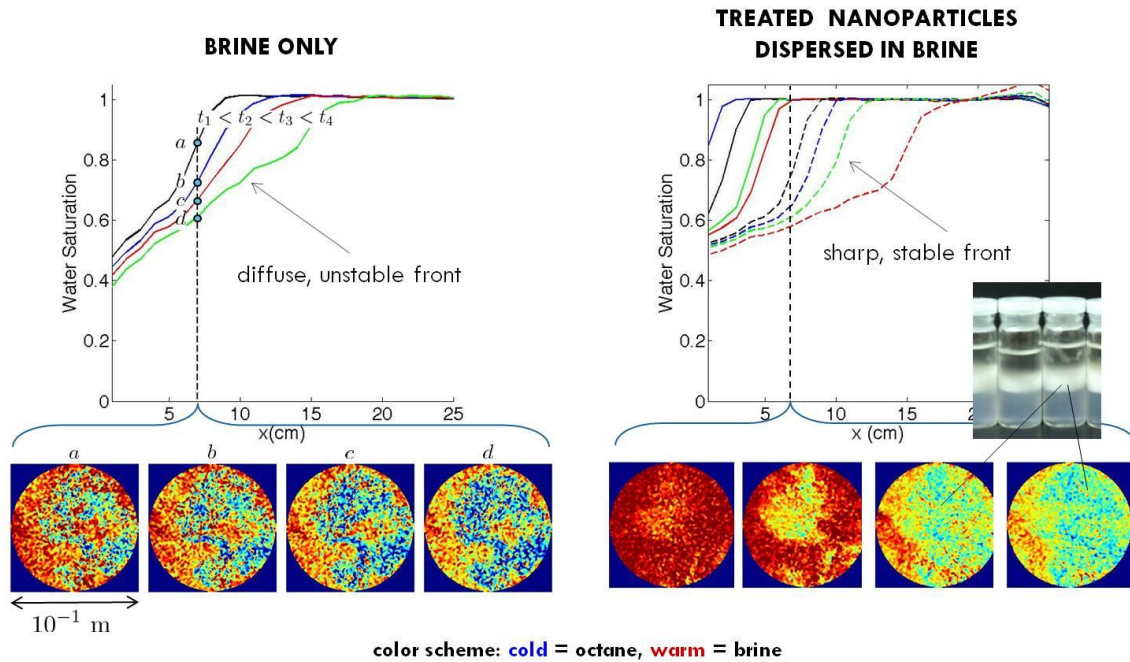 BRINE ONLY
TREATED NANOPARTICLES
DISPERSED IN BRINE
Water Saturation
1
0.8
0.6
0.4
0.2
0
5
10
15
20
25
x(cm)
t1 < t2 < t3 < t4
a
b
c
d
diffuse, unstable front
Water Saturation
1
0.8
0.6
0.4
0.2
0
5
10
15
x (cm)
sharp, stable front
a
b
c
d
10⁻¹ m
color scheme: cold = octane, warm = brine